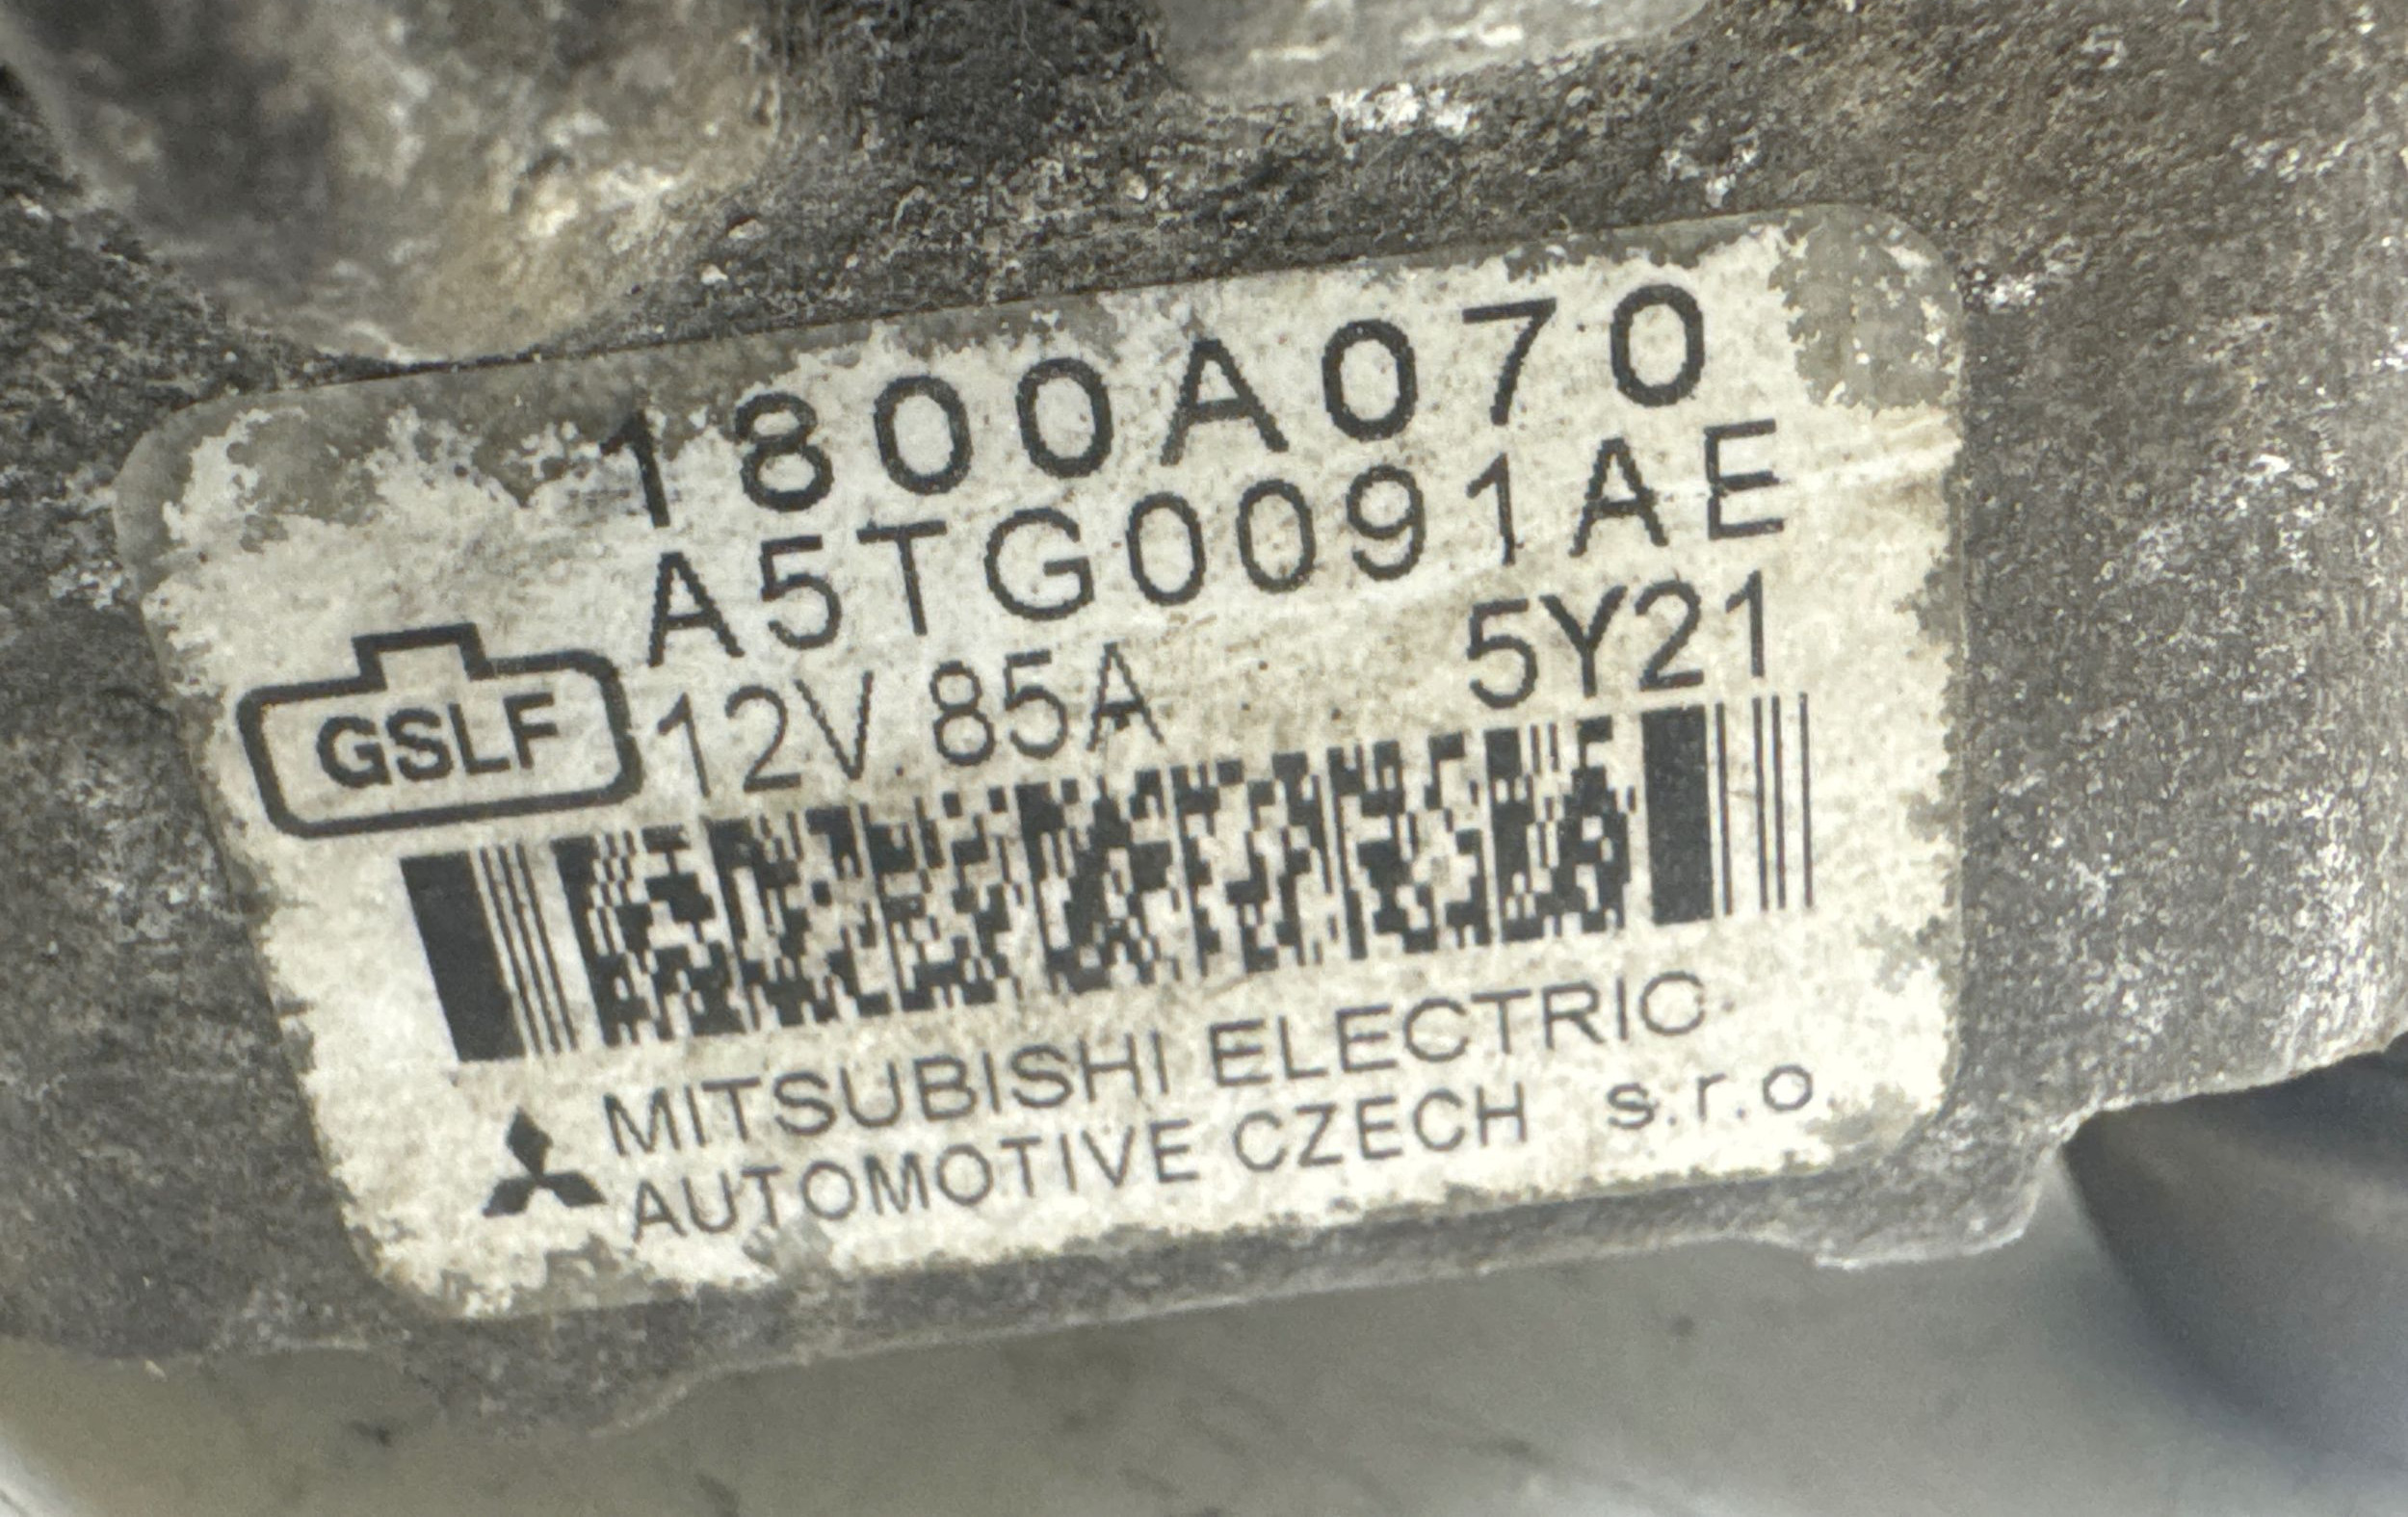 1800A070
A5TG0091AE
GSLF 12V 85A 5Y21
MITSUBISHI ELECTRIC
AUTOMOTIVE CZECH s.r.o